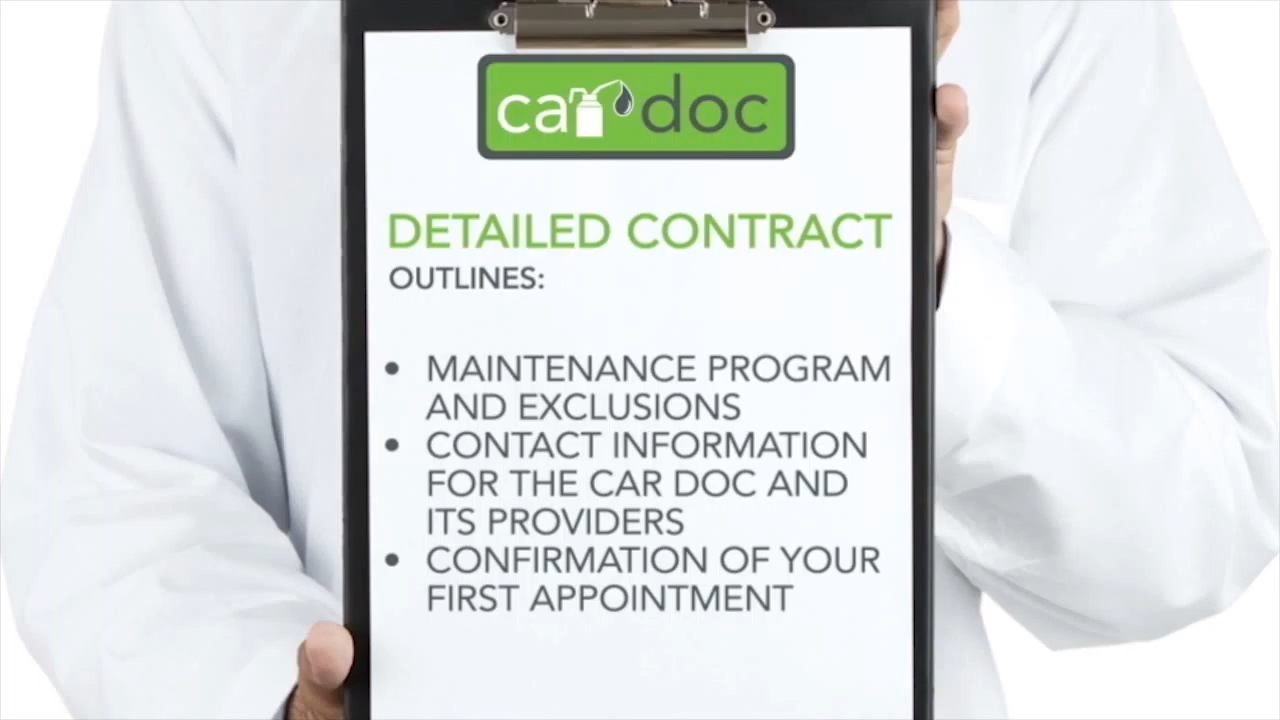 car doc
DETAILED CONTRACT
OUTLINES:
• MAINTENANCE PROGRAM
AND EXCLUSIONS
• CONTACT INFORMATION
FOR THE CAR DOC AND
ITS PROVIDERS
• CONFIRMATION OF YOUR
FIRST APPOINTMENT